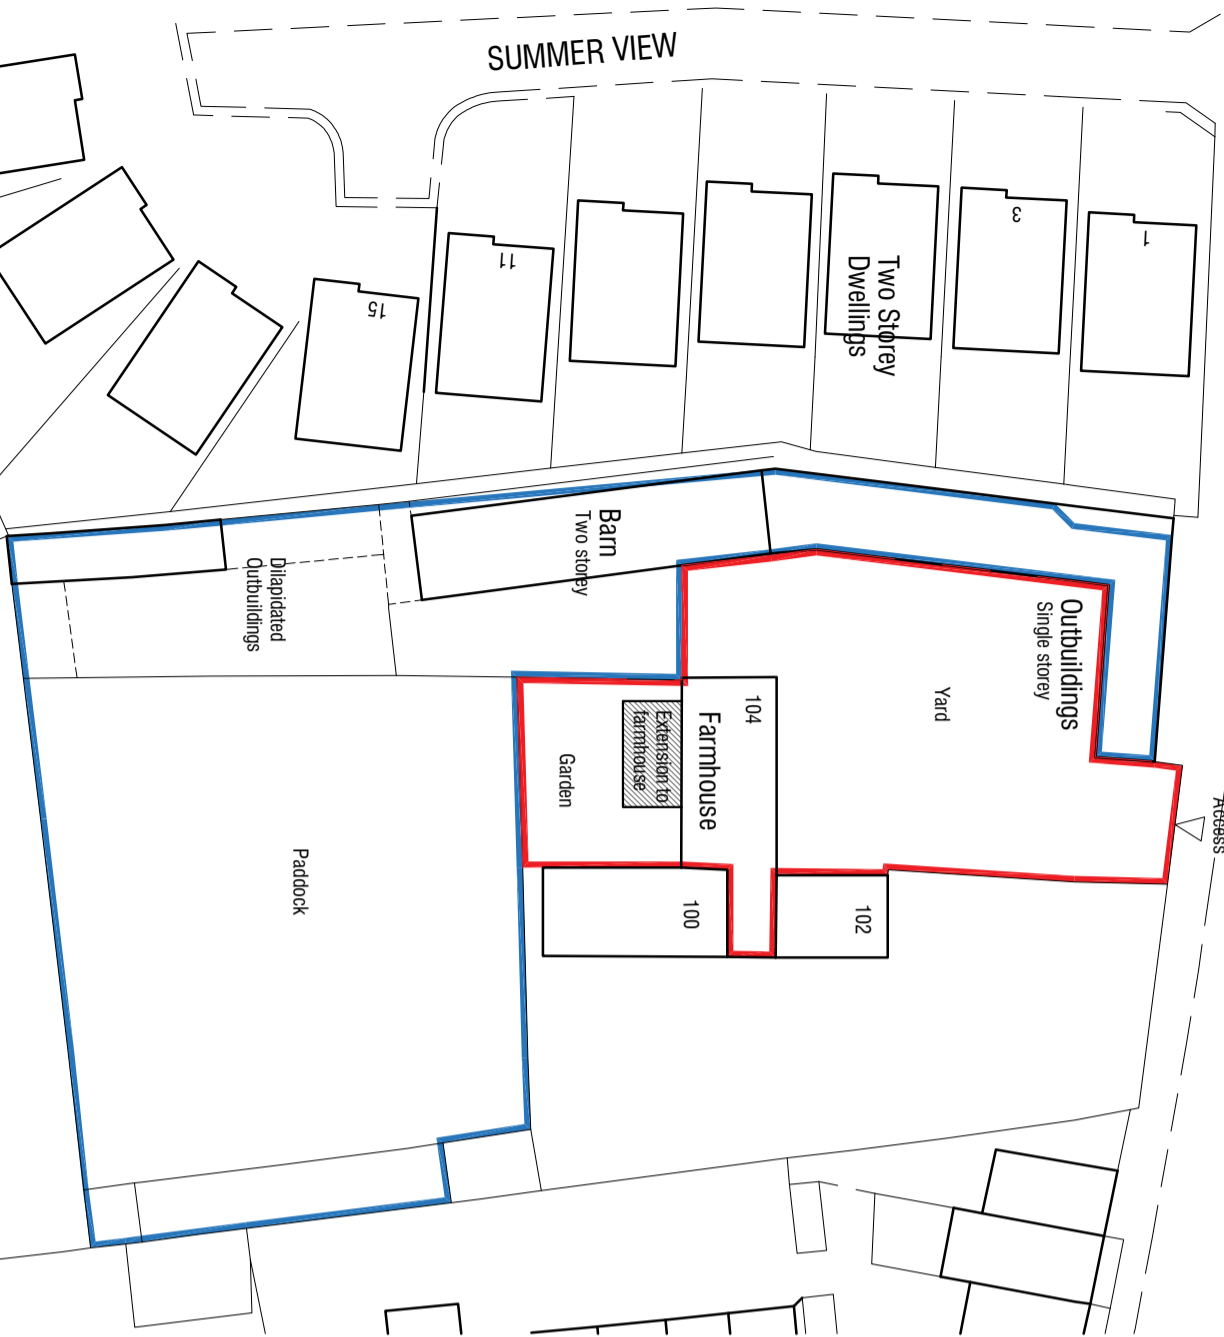 SUMMER VIEW
1
3
11
15
Two Storey
Dwellings
Barn
Two storey
Dilapidated
Outbuildings
Outbuildings
Single storey
Yard
104
Farmhouse
Extension to
farmhouse
Garden
Access
Paddock
100
102